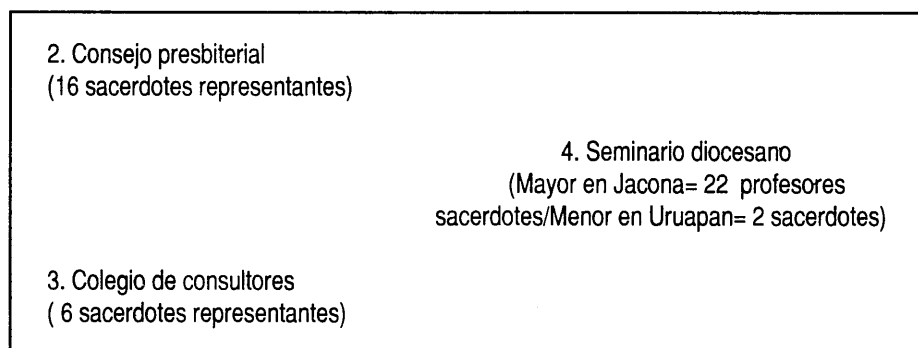 2. Consejo presbiterial
(16 sacerdotes representantes)
4. Seminario diocesano
(Mayor en Jacona= 22 profesores
sacerdotes/Menor en Uruapan= 2 sacerdotes)
3. Colegio de consultores
( 6 sacerdotes representantes)